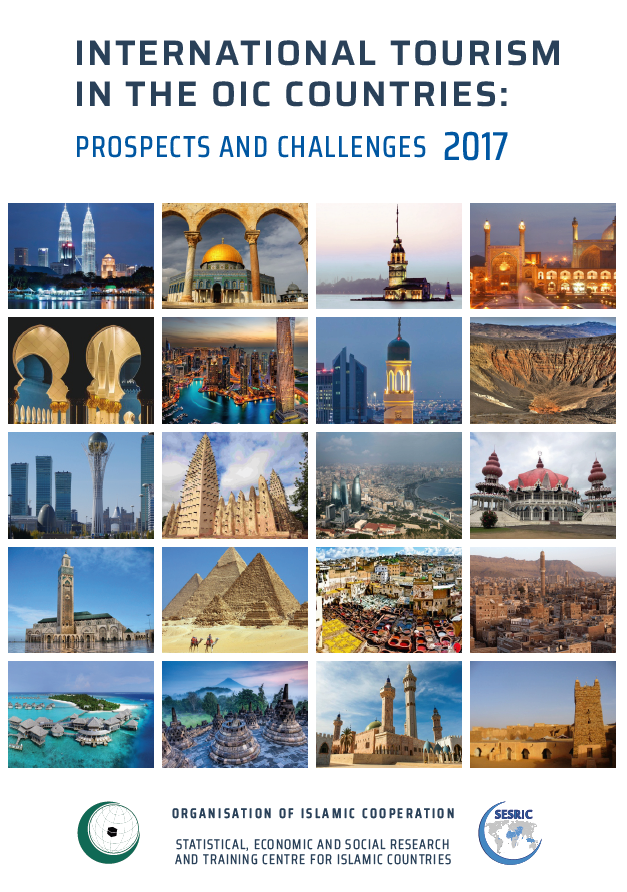 INTERNATIONAL TOURISM
IN THE OIC COUNTRIES:
PROSPECTS AND CHALLENGES 2017
ORGANISATION OF ISLAMIC COOPERATION
SESRIC
STATISTICAL, ECONOMIC AND SOCIAL RESEARCH
AND TRAINING CENTRE FOR ISLAMIC COUNTRIES